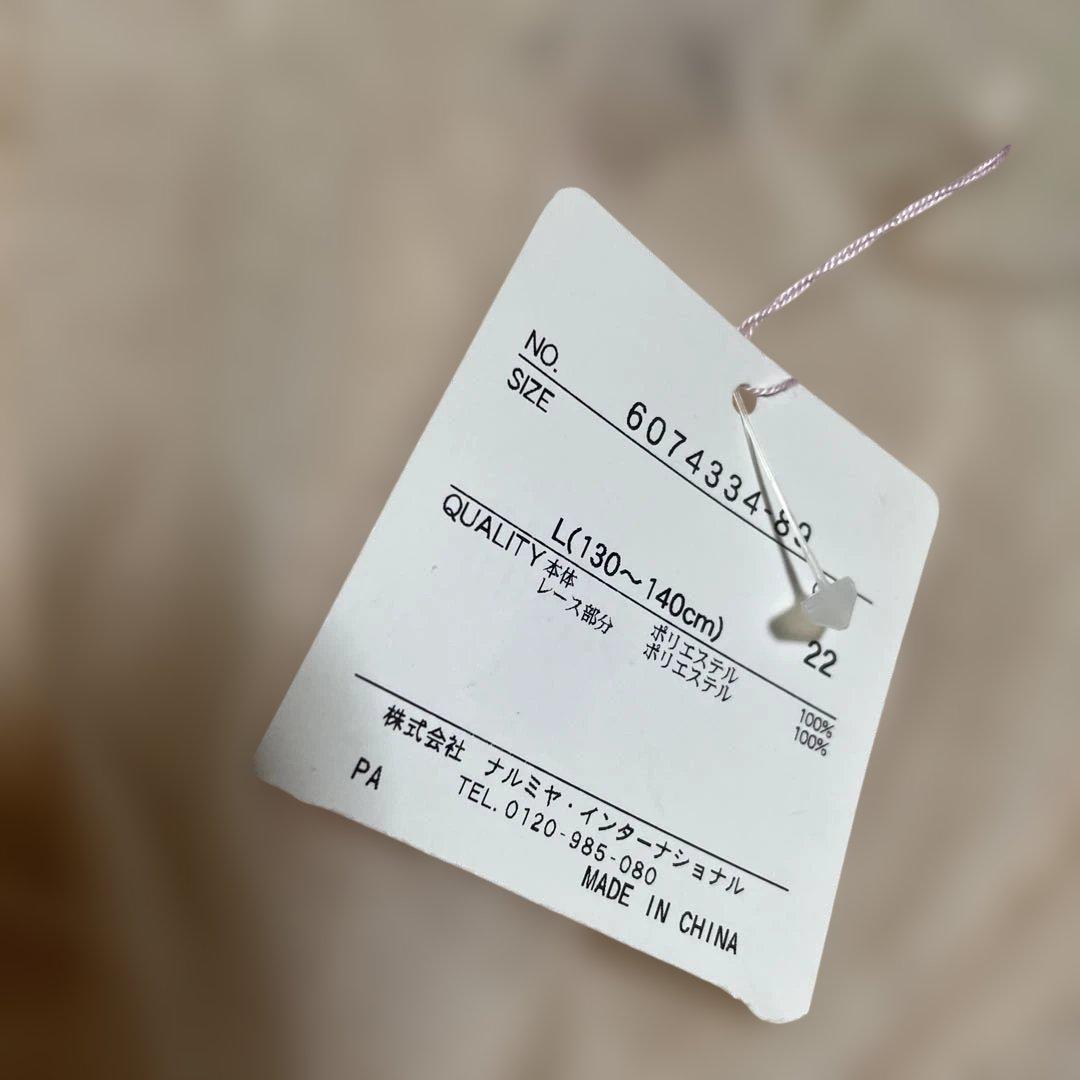 NO. 6074334-89
SIZE
L(130～140cm) 22
QUALITY 本体 ポリエステル 100%
レース部分 ポリエステル 100%
株式会社 ナルミヤ・インターナショナル
PA TEL. 0120-985-080
MADE IN CHINA